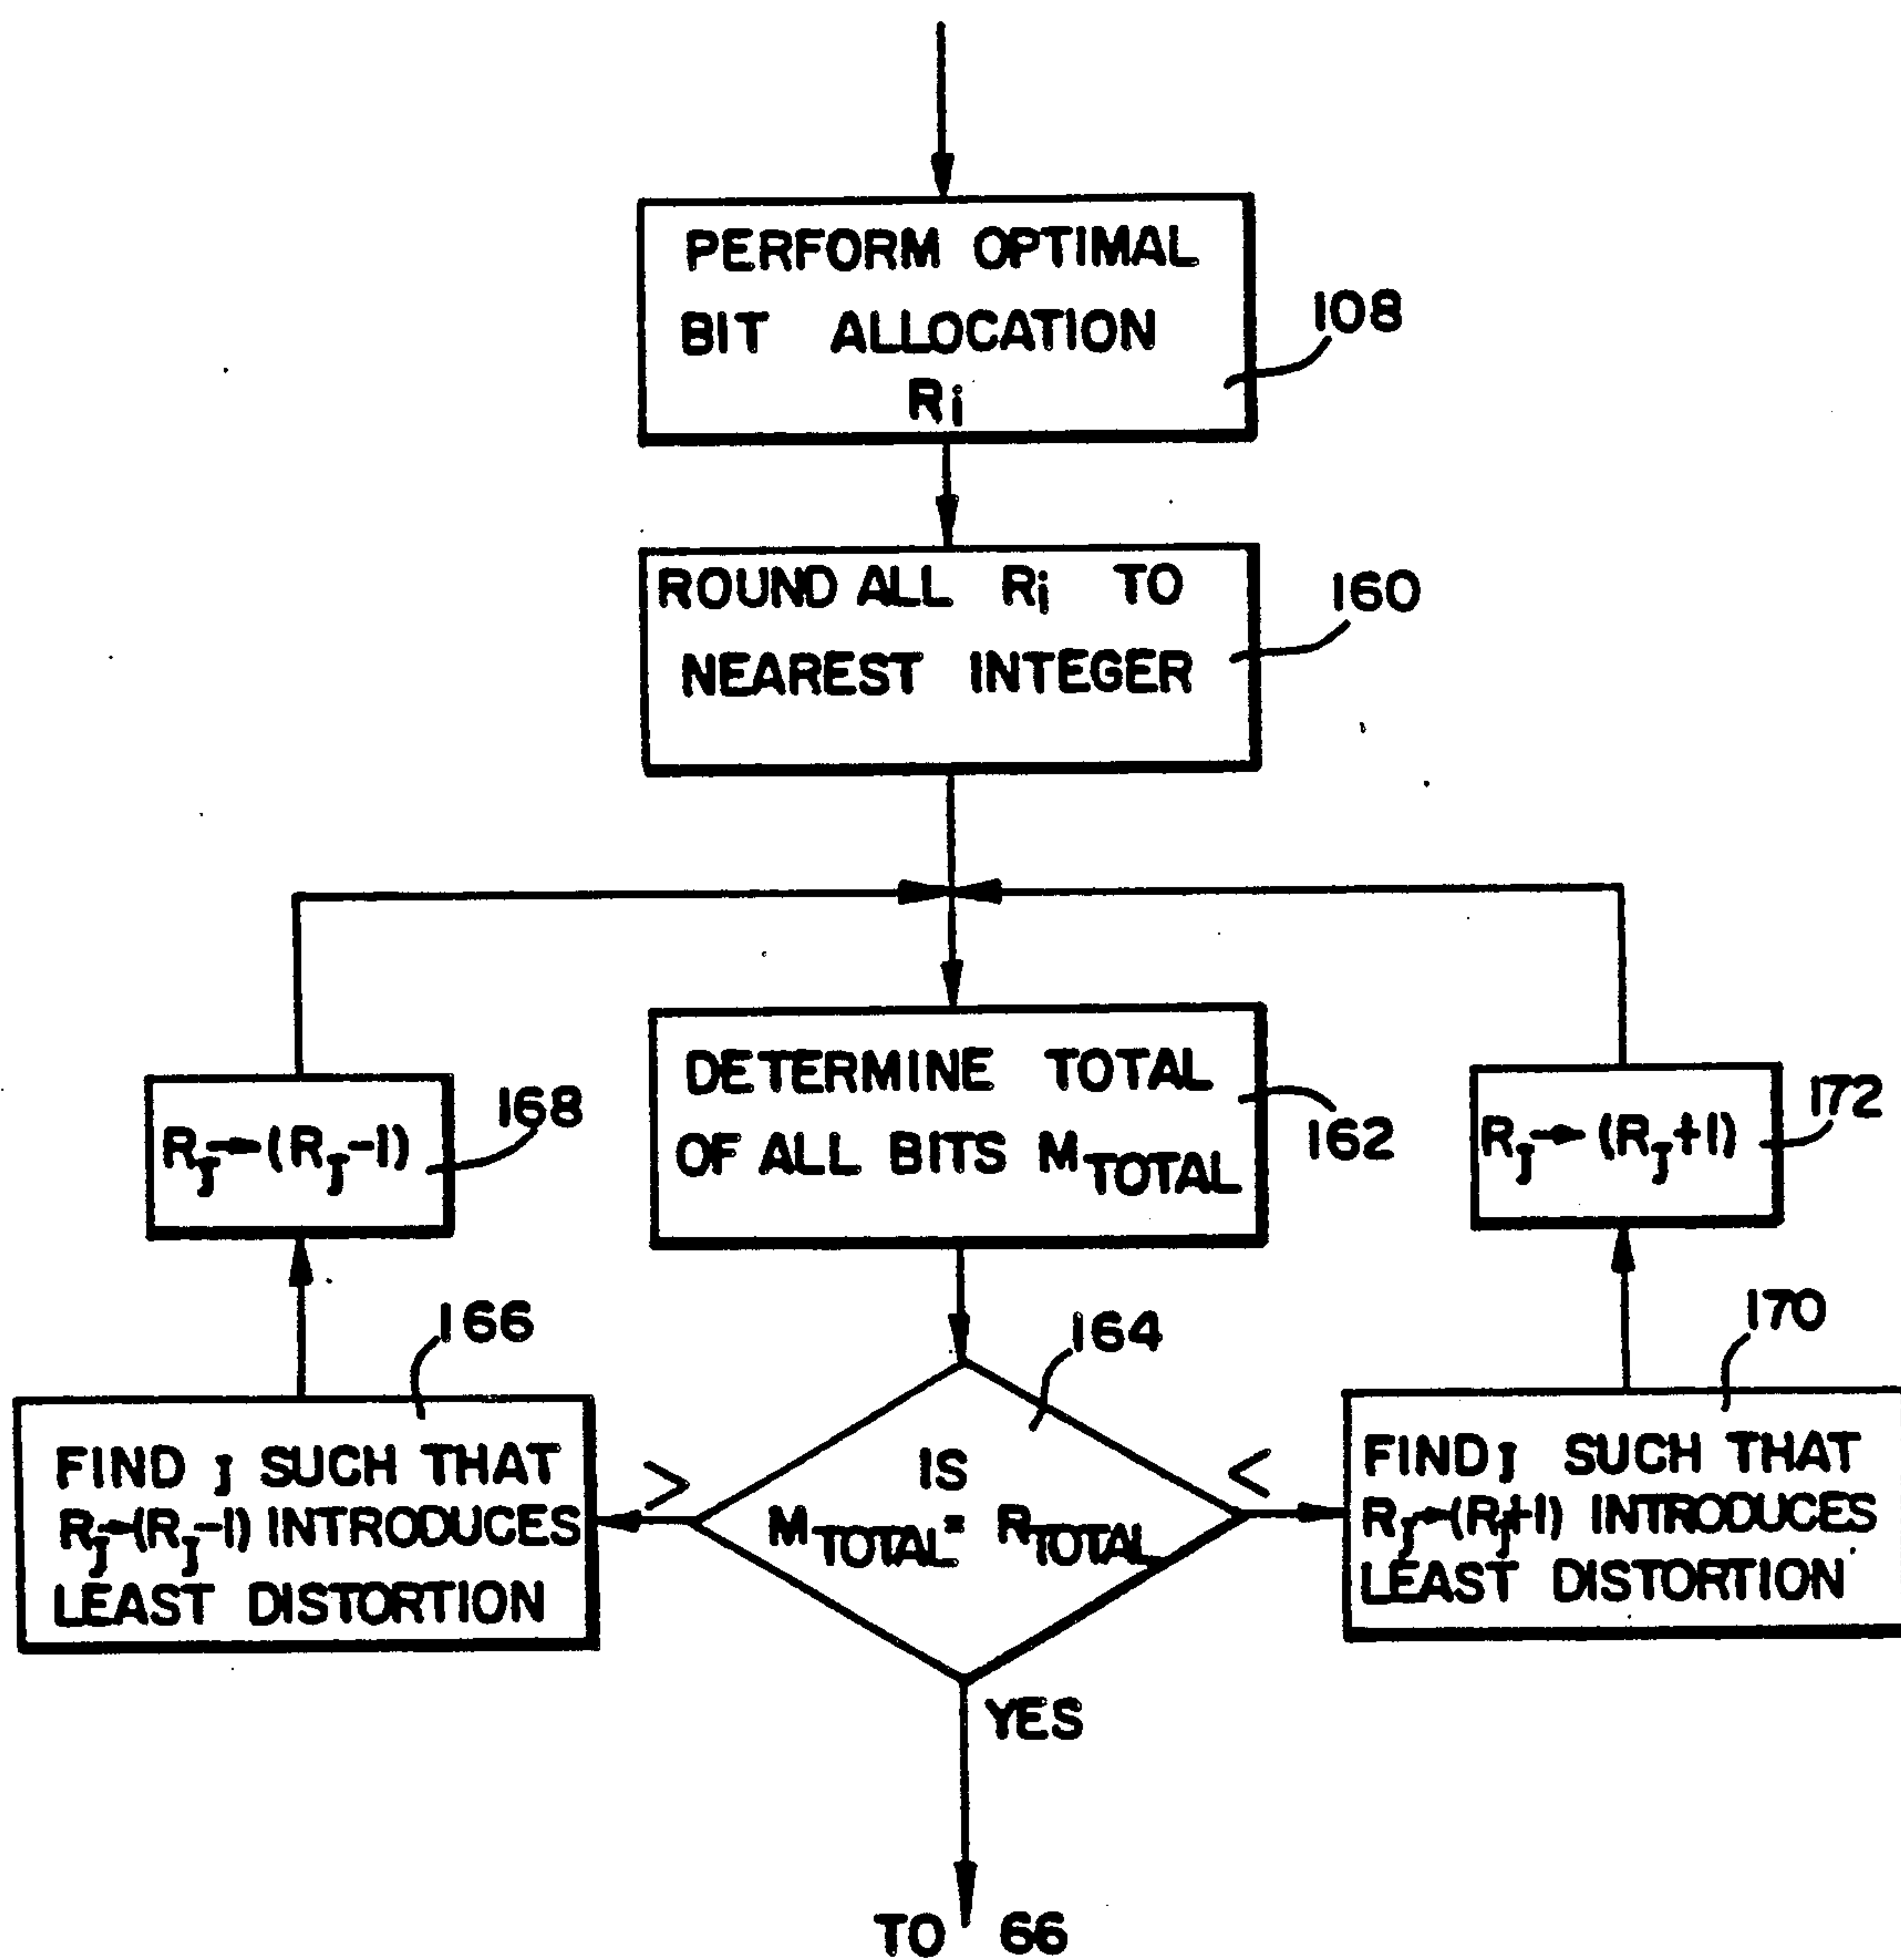 PERFORM OPTIMAL
BIT ALLOCATION
Ri
108
ROUND ALL Ri TO
NEAREST INTEGER
160
DETERMINE TOTAL
OF ALL BITS MTOTAL
162
Rj→(Rj-1)
168
Rj→(Rj+1)
172
166
164
170
FIND j SUCH THAT
Rj→(Rj-1) INTRODUCES
LEAST DISTORTION
>
IS
MTOTAL = RTOTAL
<
FIND j SUCH THAT
Rj→(Rj+1) INTRODUCES
LEAST DISTORTION
YES
TO 66